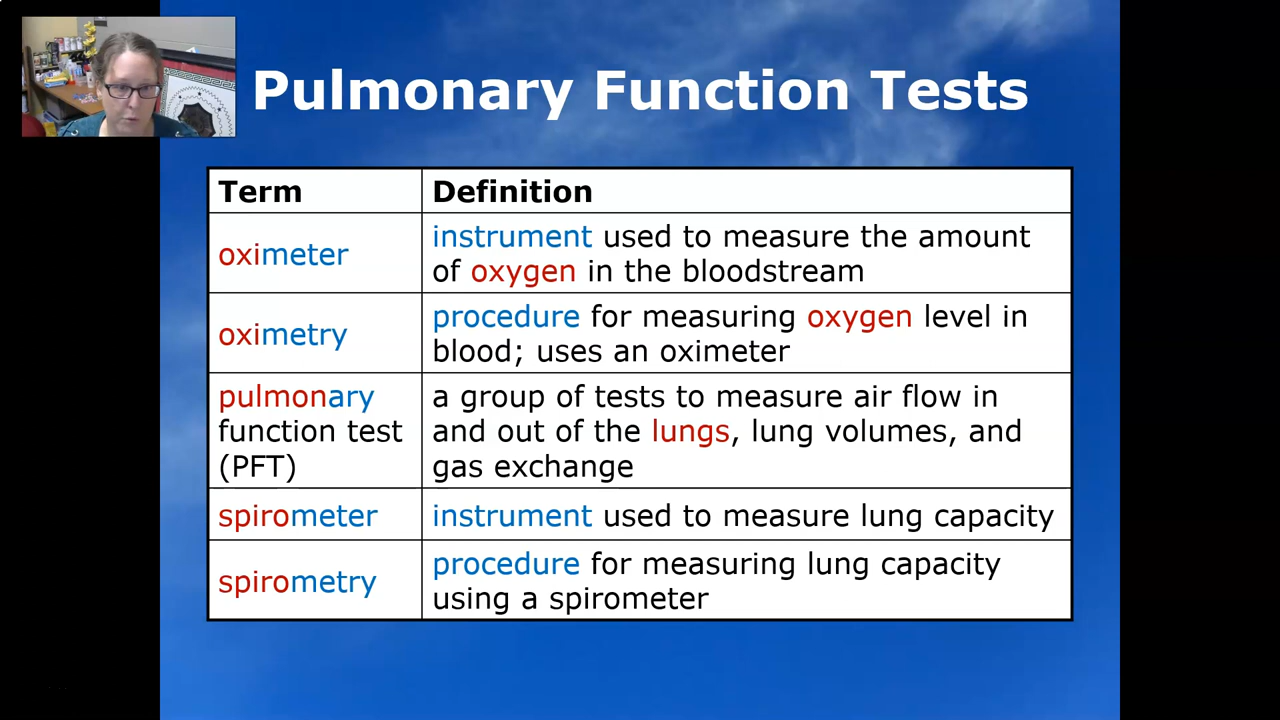 Pulmonary Function Tests
Term
Definition
oximeter
instrument used to measure the amount
of oxygen in the bloodstream
oximetry
procedure for measuring oxygen level in
blood; uses an oximeter
pulmonary
function test
(PFT)
a group of tests to measure air flow in
and out of the lungs, lung volumes, and
gas exchange
spirometer
instrument used to measure lung capacity
spirometry
procedure for measuring lung capacity
using a spirometer